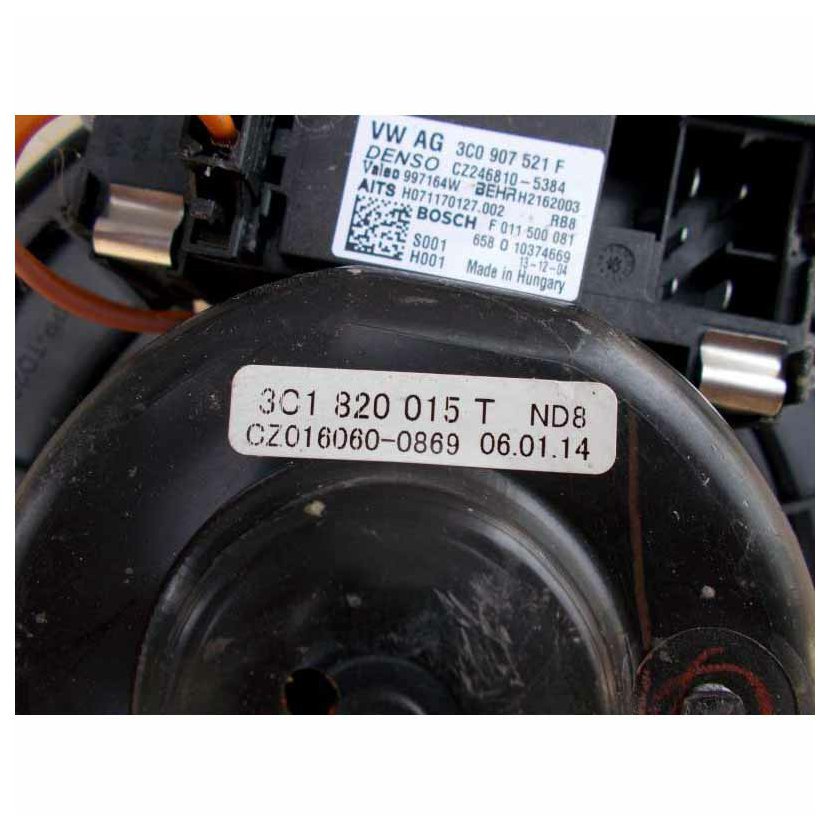 VW AG 3C0 907 521 F
DENSO CZ246810-5384
Valeo 997164W BEHR H2162003
AITS H071170127.002 RB8
BOSCH F 011 500 081
S001 658 0 10374669
H001 13-12-04
Made in Hungary
3C1 820 015 T ND8
CZ016060-0869 06.01.14